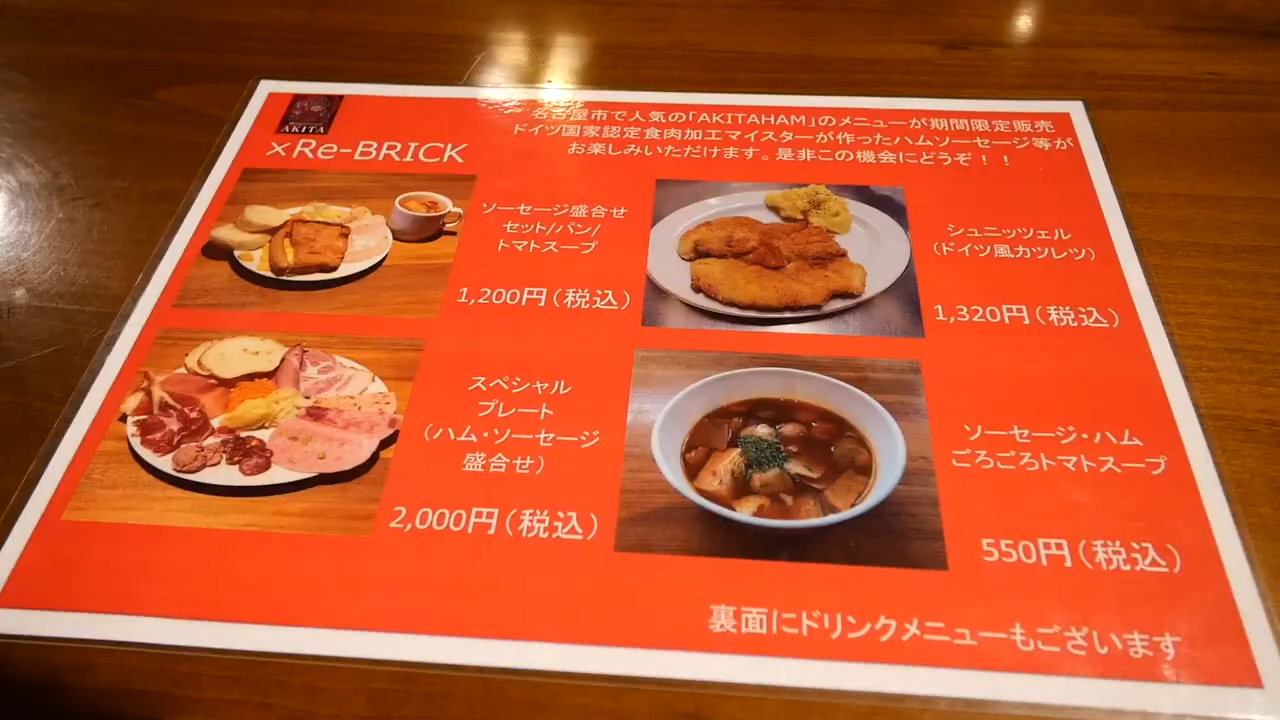 AKITA
×Re-BRICK
名古屋市で人気の「AKITAHAM」のメニューが期間限定販売
ドイツ国家認定食肉加工マイスターが作ったハムソーセージ等が
お楽しみいただけます。是非この機会にどうぞ！！
ソーセージ盛合せ
セット/パン/
トマトスープ
1,200円（税込）
シュニッツェル
（ドイツ風カツレツ）
1,320円（税込）
スペシャル
プレート
（ハム・ソーセージ
盛合せ）
2,000円（税込）
ソーセージ・ハム
ごろごろトマトスープ
550円（税込）
裏面にドリンクメニューもございます